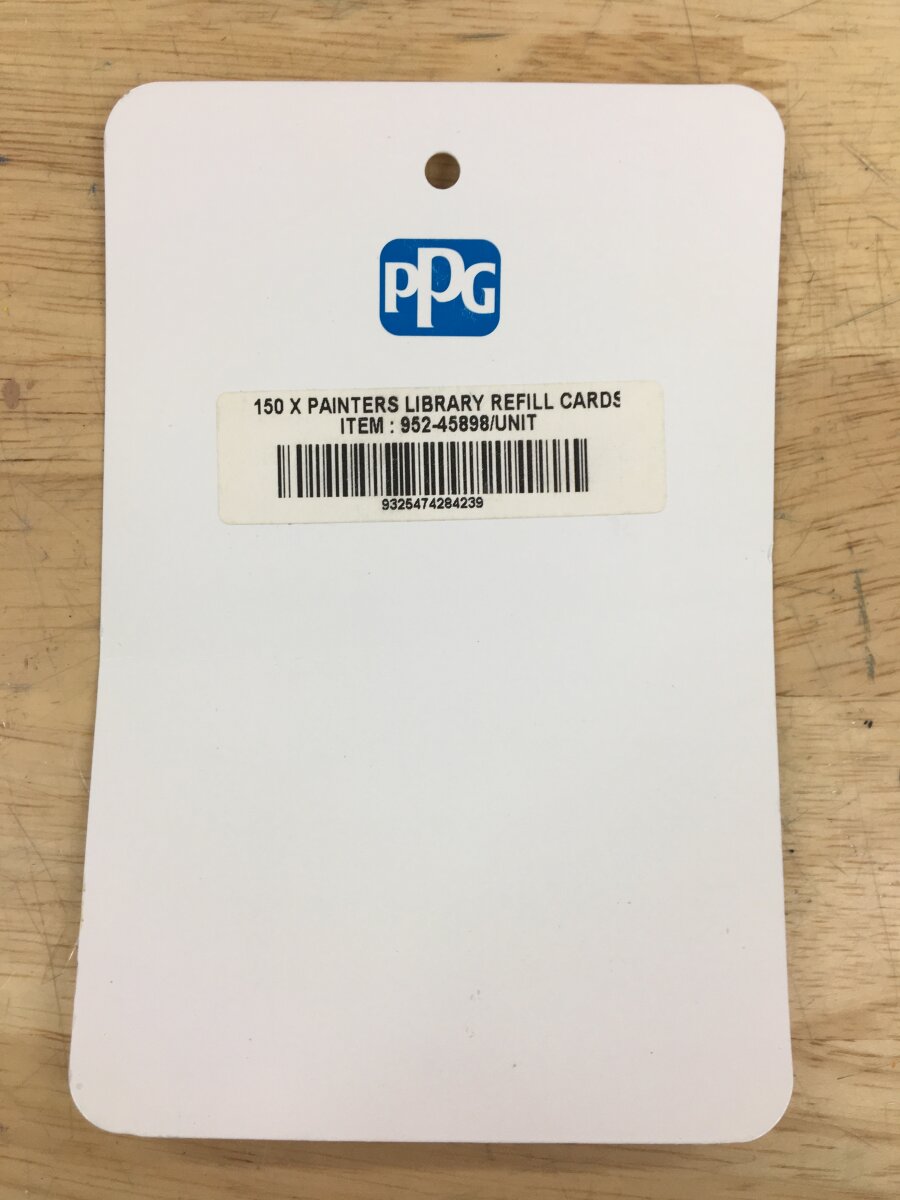 PPG
150 X PAINTERS LIBRARY REFILL CARDS
ITEM : 952-45898/UNIT
9325474284239